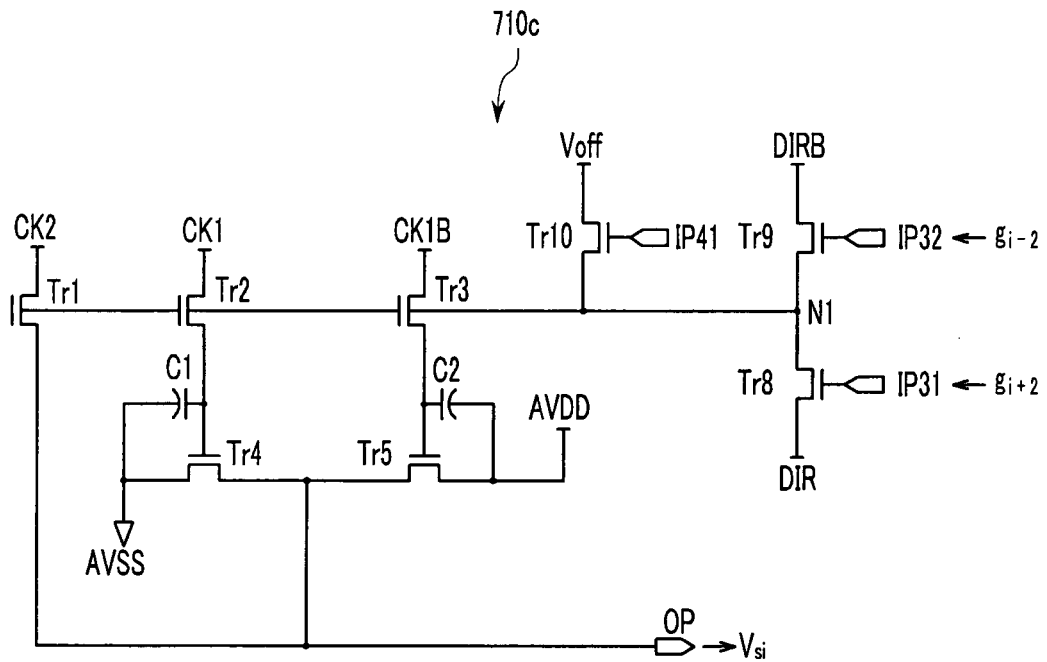 710c
Voff
DIRB
CK2
CK1
CK1B
Tr10
IP41
Tr9
IP32
gi-2
Tr1
Tr2
Tr3
N1
C1
C2
Tr8
IP31
gi+2
AVDD
Tr4
Tr5
DIR
AVSS
OP
Vsi